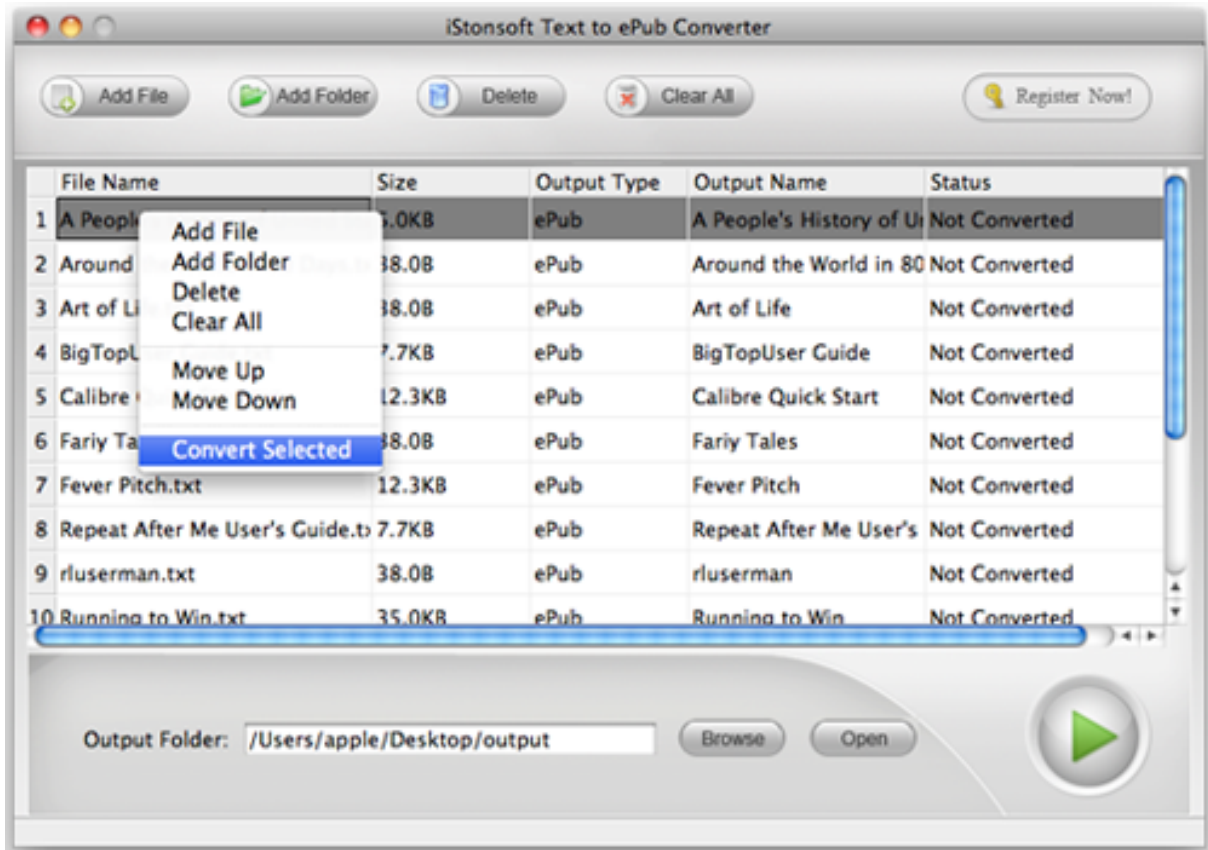 iStonsoft Text to ePub Converter
Add File Add Folder Delete Clear All Register Now!
File Name Size Output Type Output Name Status
1 A People .0KB ePub A People's History of Un Not Converted
2 Around Days.t 38.0B ePub Around the World in 80 Not Converted
3 Art of Li 38.0B ePub Art of Life Not Converted
4 BigTopUser Guide.txt 7.7KB ePub BigTopUser Guide Not Converted
5 Calibre 12.3KB ePub Calibre Quick Start Not Converted
6 Fariy Ta 38.0B ePub Fariy Tales Not Converted
7 Fever Pitch.txt 12.3KB ePub Fever Pitch Not Converted
8 Repeat After Me User's Guide.tx 7.7KB ePub Repeat After Me User's Not Converted
9 rluserman.txt 38.0B ePub rluserman Not Converted
10 Running to Win.txt 35.0KB ePub Running to Win Not Converted
Add File
Add Folder
Delete
Clear All
Move Up
Move Down
Convert Selected
Output Folder: /Users/apple/Desktop/output Browse Open